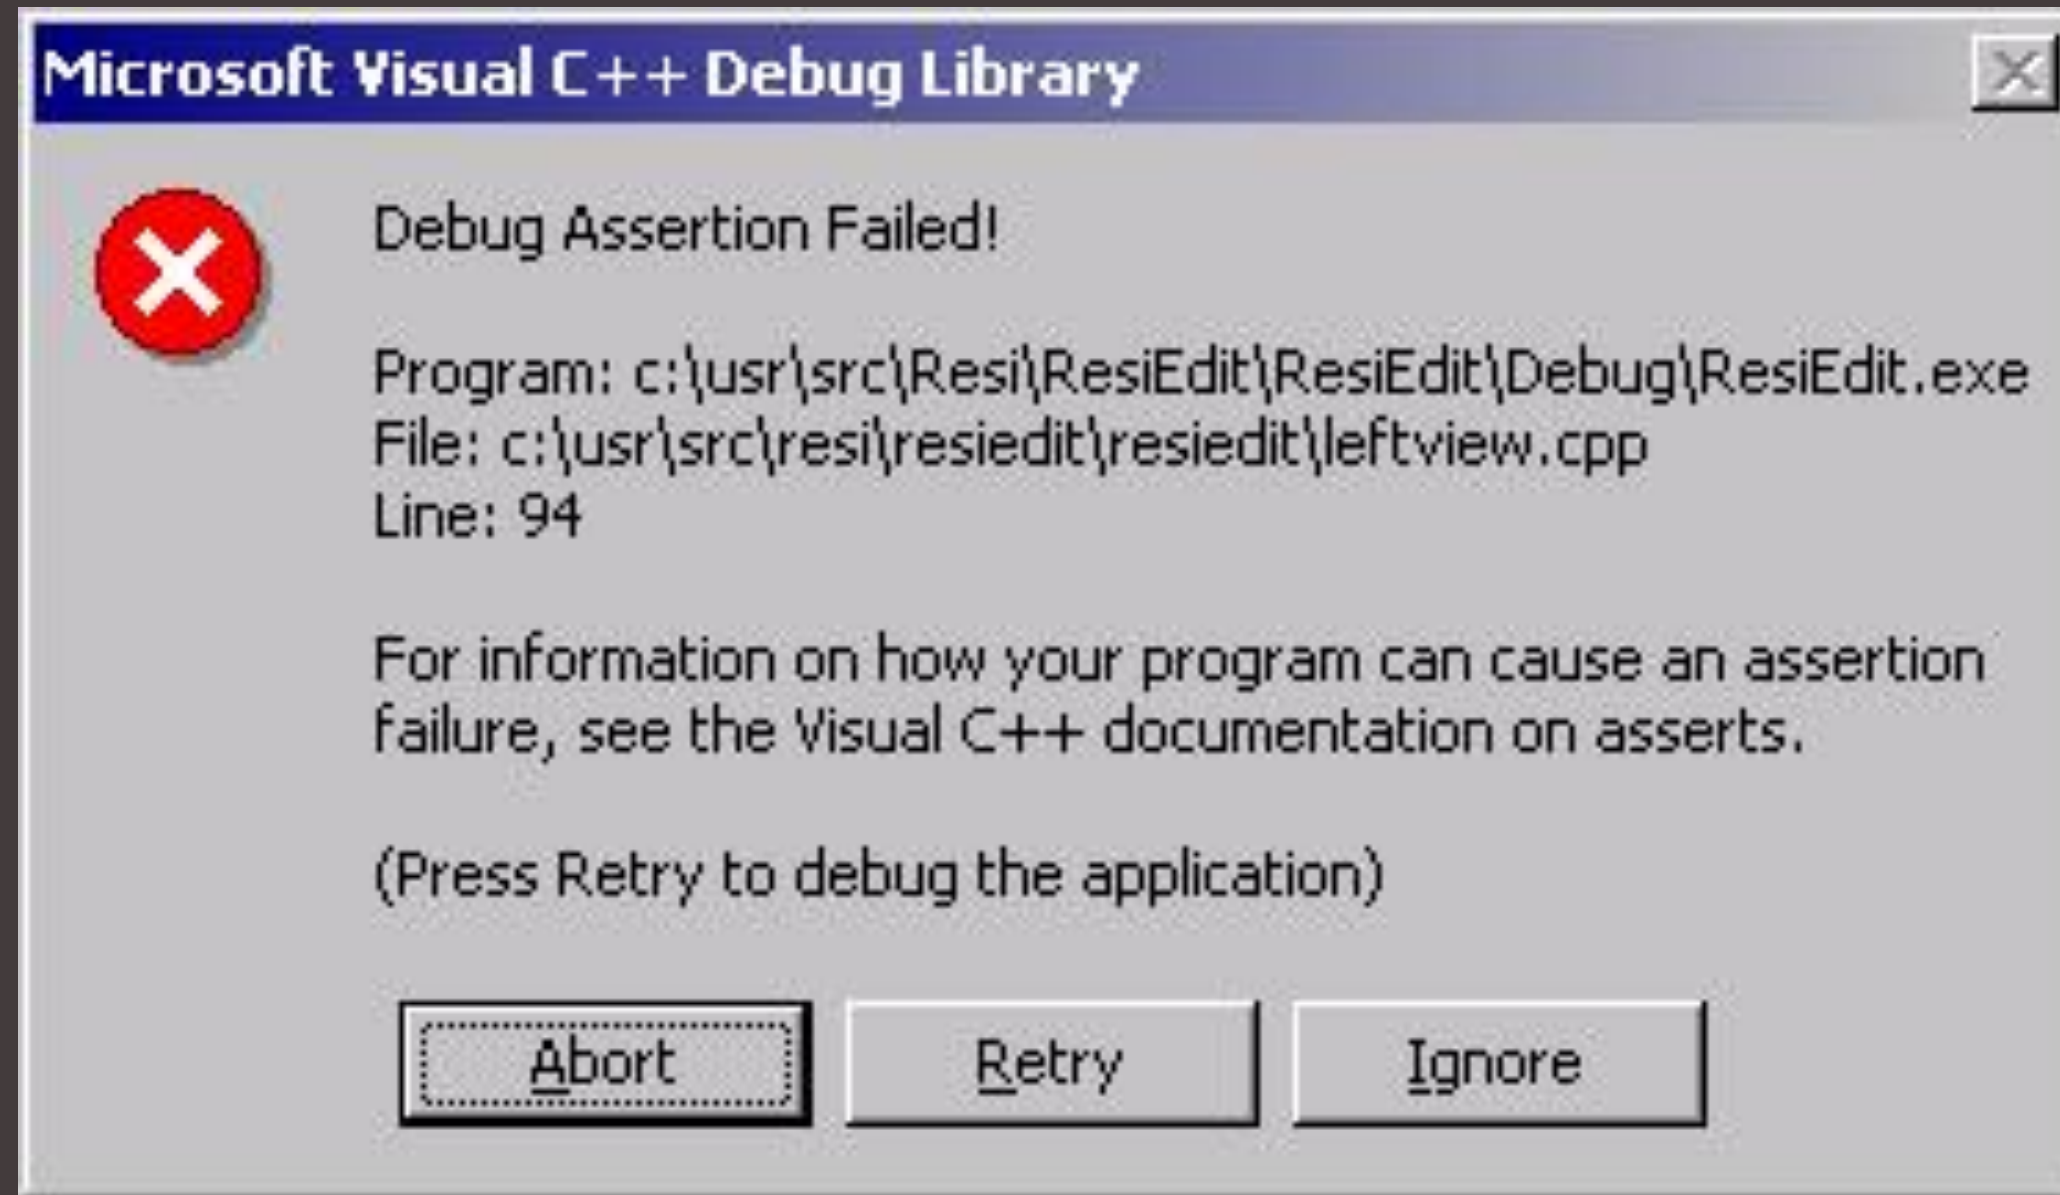 Microsoft Visual C++ Debug Library
Debug Assertion Failed!
Program: c:\usr\src\Resi\ResiEdit\ResiEdit\Debug\ResiEdit.exe
File: c:\usr\src\resi\resiedit\resiedit\leftview.cpp
Line: 94
For information on how your program can cause an assertion
failure, see the Visual C++ documentation on asserts.
(Press Retry to debug the application)
Abort Retry Ignore